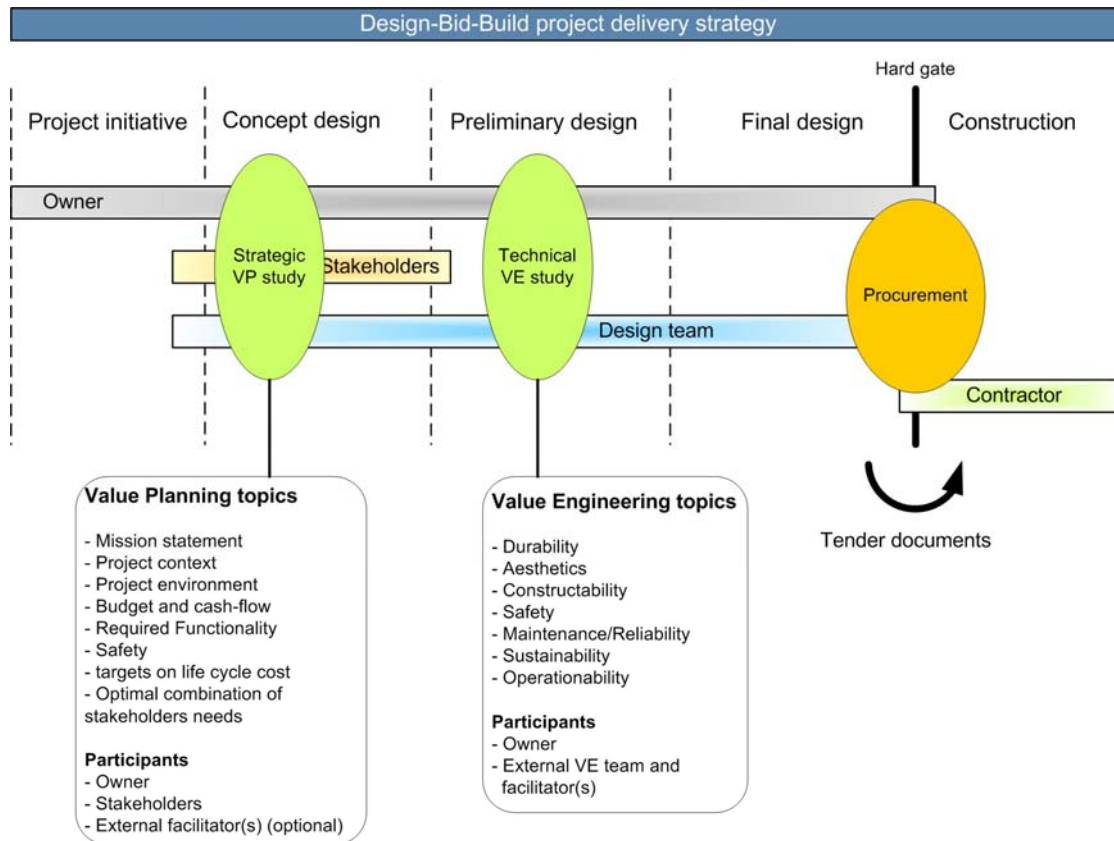 Design-Bid-Build project delivery strategy
Hard gate
Project initiative
Concept design
Preliminary design
Final design
Construction
Owner
Strategic
VP study
Stakeholders
Technical
VE study
Procurement
Design team
Contractor
Value Planning topics
- Mission statement
- Project context
- Project environment
- Budget and cash-flow
- Required Functionality
- Safety
- targets on life cycle cost
- Optimal combination of
stakeholders needs
Participants
- Owner
- Stakeholders
- External facilitator(s) (optional)
Value Engineering topics
- Durability
- Aesthetics
- Constructability
- Safety
- Maintenance/Reliability
- Sustainability
- Operationability
Participants
- Owner
- External VE team and
facilitator(s)
Tender documents